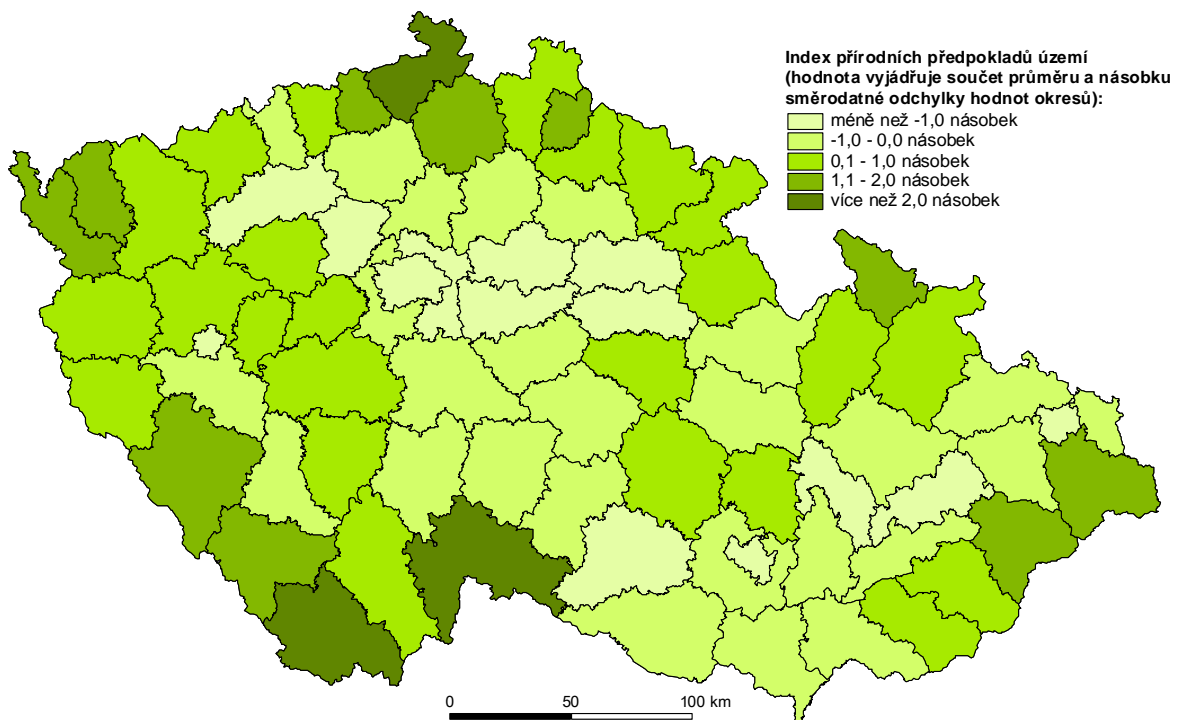 Index přírodních předpokladů území
(hodnota vyjádřuje součet průměru a násobku
směrodatné odchylky hodnot okresů):
méně než -1,0 násobek
-1,0 - 0,0 násobek
0,1 - 1,0 násobek
1,1 - 2,0 násobek
více než 2,0 násobek
0 50 100 km